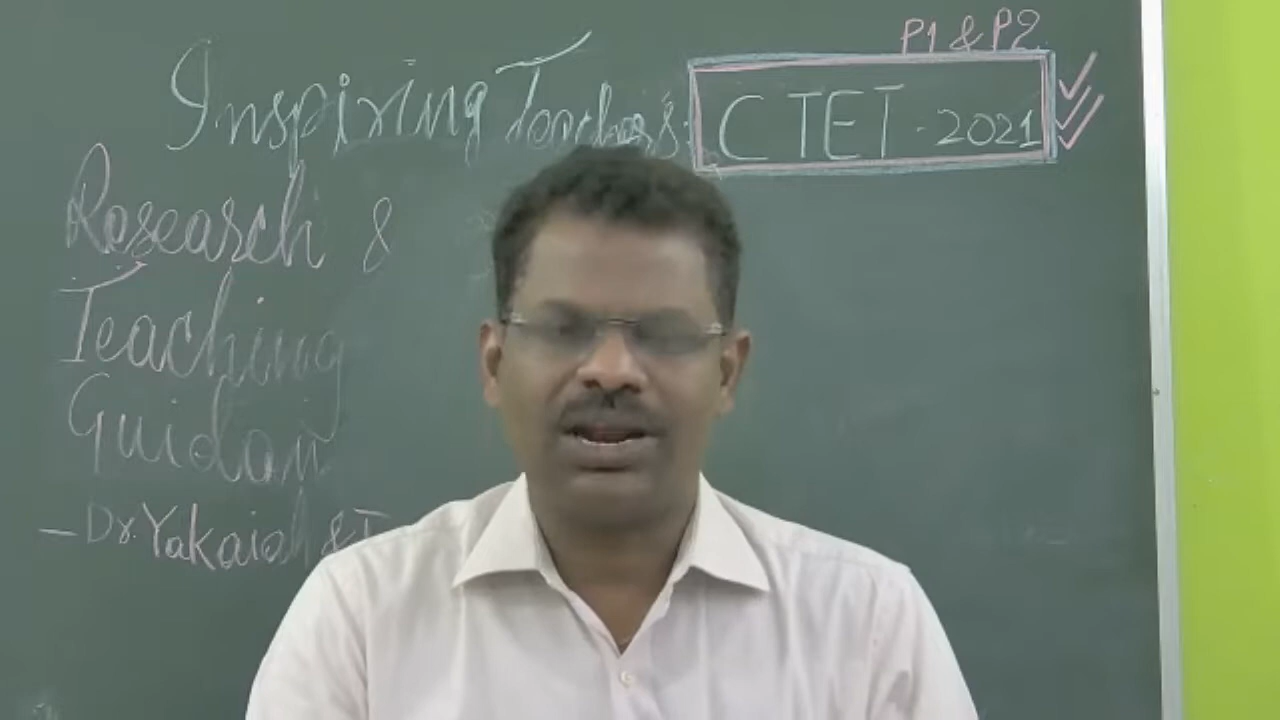 P1 & P2
Inspiring Teachers: CTET-2021
Research &
Teaching
Guidan
- Dr. Yakaiah &